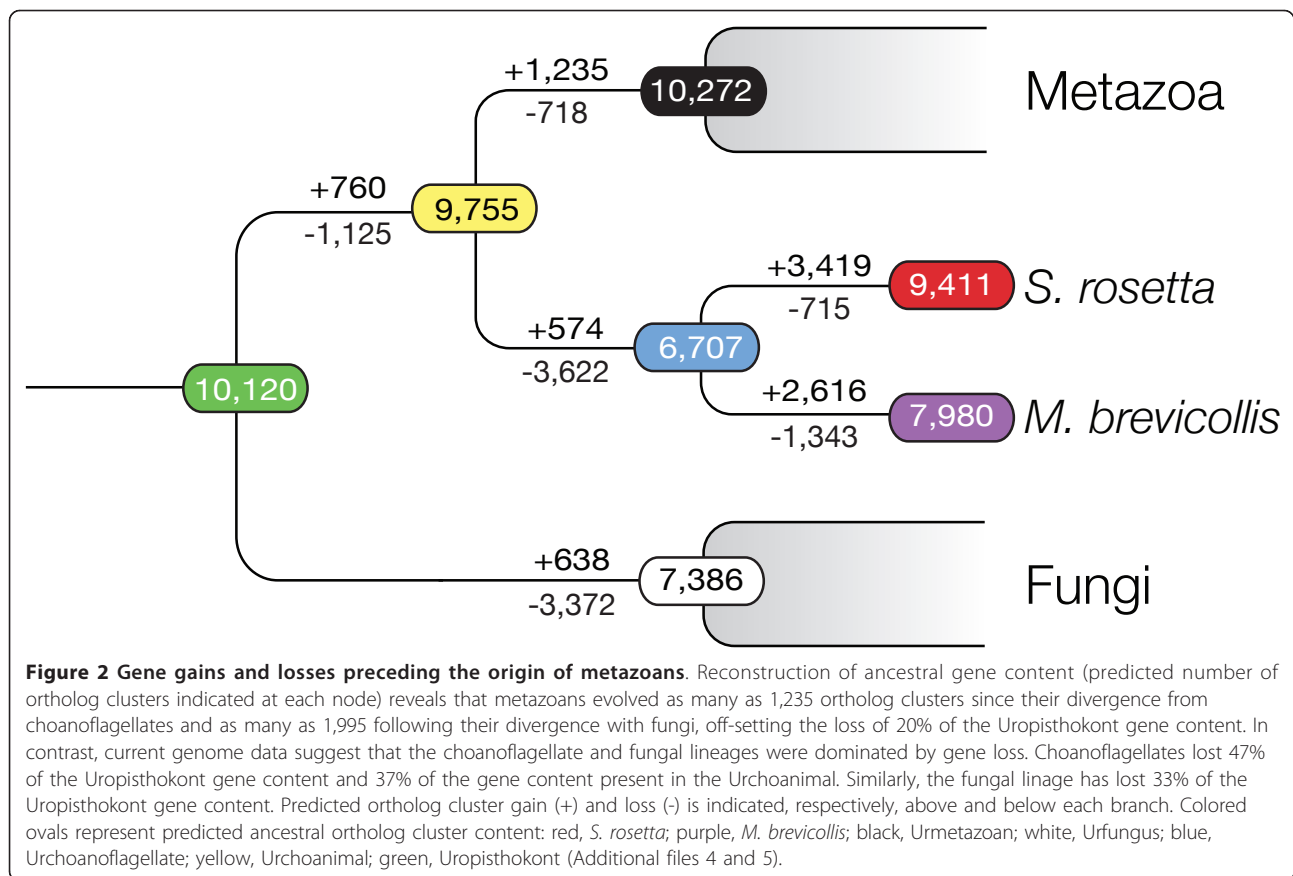 +1,235
-718
10,272
Metazoa
+760
-1,125
9,755
+3,419
-715
9,411
S. rosetta
+574
-3,622
6,707
10,120
+2,616
-1,343
7,980
M. brevicollis
+638
-3,372
7,386
Fungi
Figure 2 Gene gains and losses preceding the origin of metazoans. Reconstruction of ancestral gene content (predicted number of
ortholog clusters indicated at each node) reveals that metazoans evolved as many as 1,235 ortholog clusters since their divergence from
choanoflagellates and as many as 1,995 following their divergence with fungi, off-setting the loss of 20% of the Uropisthokont gene content. In
contrast, current genome data suggest that the choanoflagellate and fungal lineages were dominated by gene loss. Choanoflagellates lost 47%
of the Uropisthokont gene content and 37% of the gene content present in the Urchoanimal. Similarly, the fungal linage has lost 33% of the
Uropisthokont gene content. Predicted ortholog cluster gain (+) and loss (-) is indicated, respectively, above and below each branch. Colored
ovals represent predicted ancestral ortholog cluster content: red, S. rosetta; purple, M. brevicollis; black, Urmetazoan; white, Urfungus; blue,
Urchoanoflagellate; yellow, Urchoanimal; green, Uropisthokont (Additional files 4 and 5).